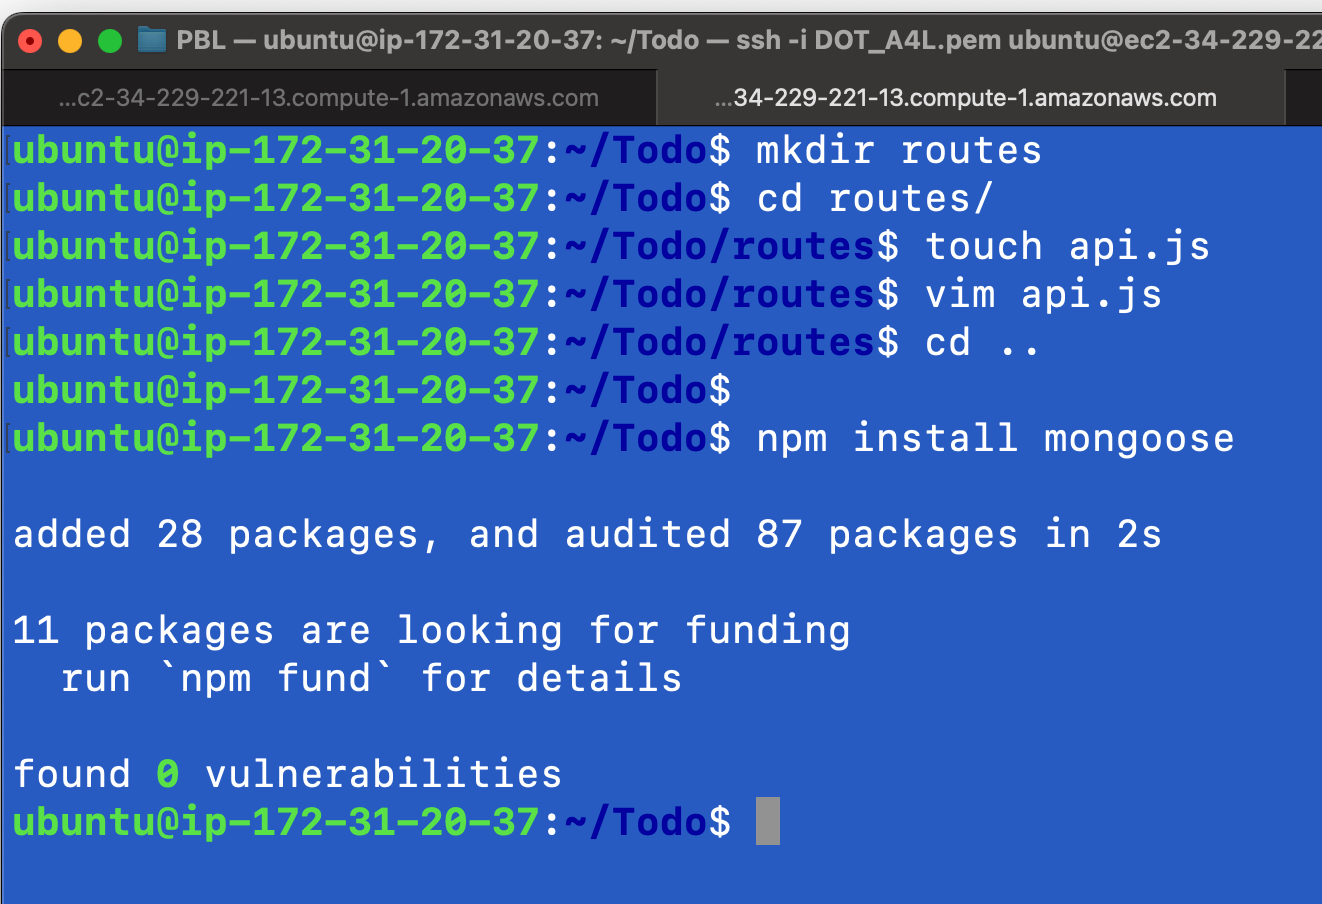 PBL — ubuntu@ip-172-31-20-37: ~/Todo — ssh -i DOT_A4L.pem ubuntu@ec2-34-229-22
...c2-34-229-221-13.compute-1.amazonaws.com ...34-229-221-13.compute-1.amazonaws.com
ubuntu@ip-172-31-20-37:~/Todo$ mkdir routes
ubuntu@ip-172-31-20-37:~/Todo$ cd routes/
ubuntu@ip-172-31-20-37:~/Todo/routes$ touch api.js
ubuntu@ip-172-31-20-37:~/Todo/routes$ vim api.js
ubuntu@ip-172-31-20-37:~/Todo/routes$ cd ..
ubuntu@ip-172-31-20-37:~/Todo$
ubuntu@ip-172-31-20-37:~/Todo$ npm install mongoose
added 28 packages, and audited 87 packages in 2s
11 packages are looking for funding
  run `npm fund` for details
found 0 vulnerabilities
ubuntu@ip-172-31-20-37:~/Todo$